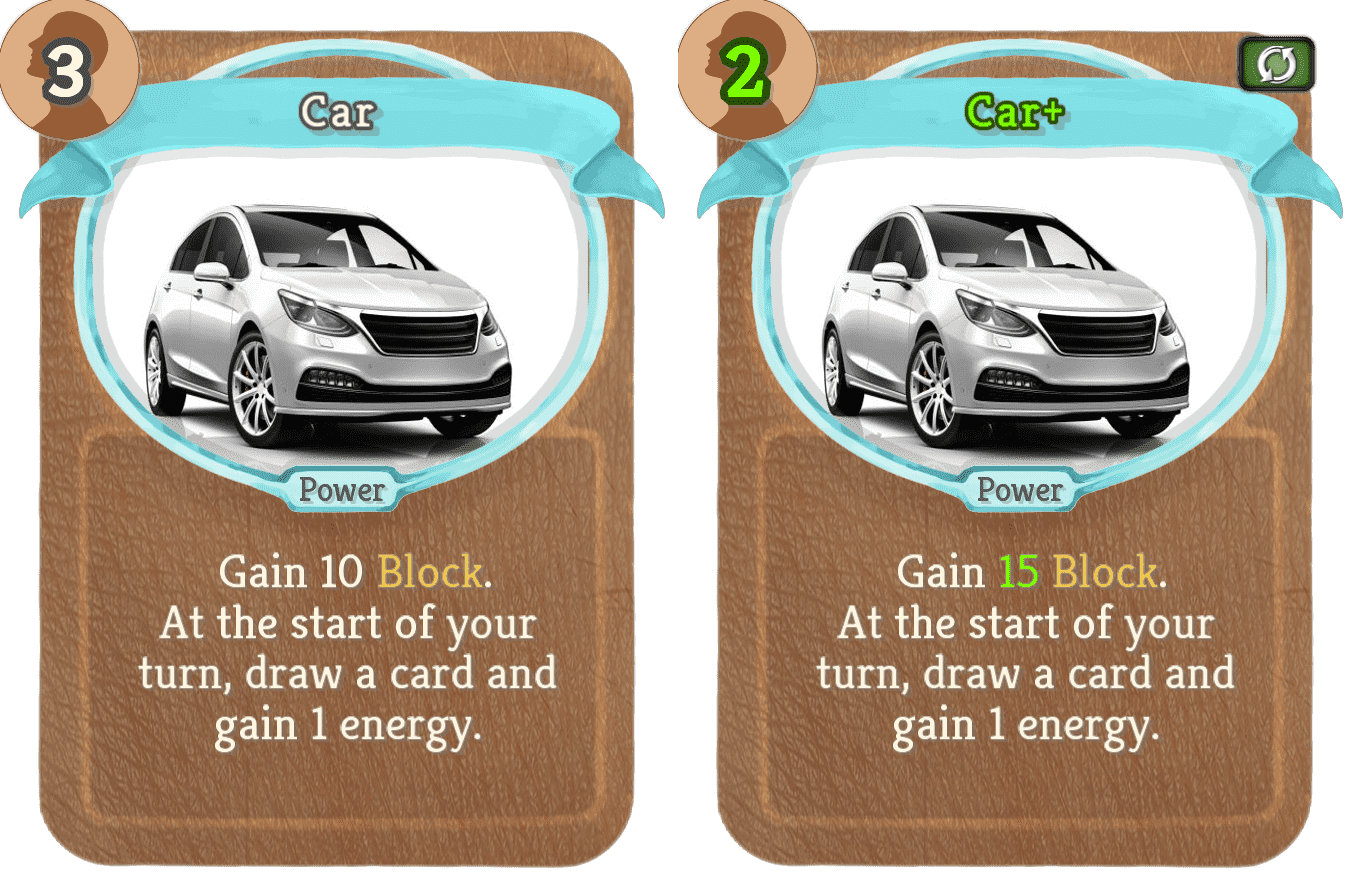 3
Car
Power
Gain 10 Block.
At the start of your
turn, draw a card and
gain 1 energy.
2
Car+
Power
Gain 15 Block.
At the start of your
turn, draw a card and
gain 1 energy.